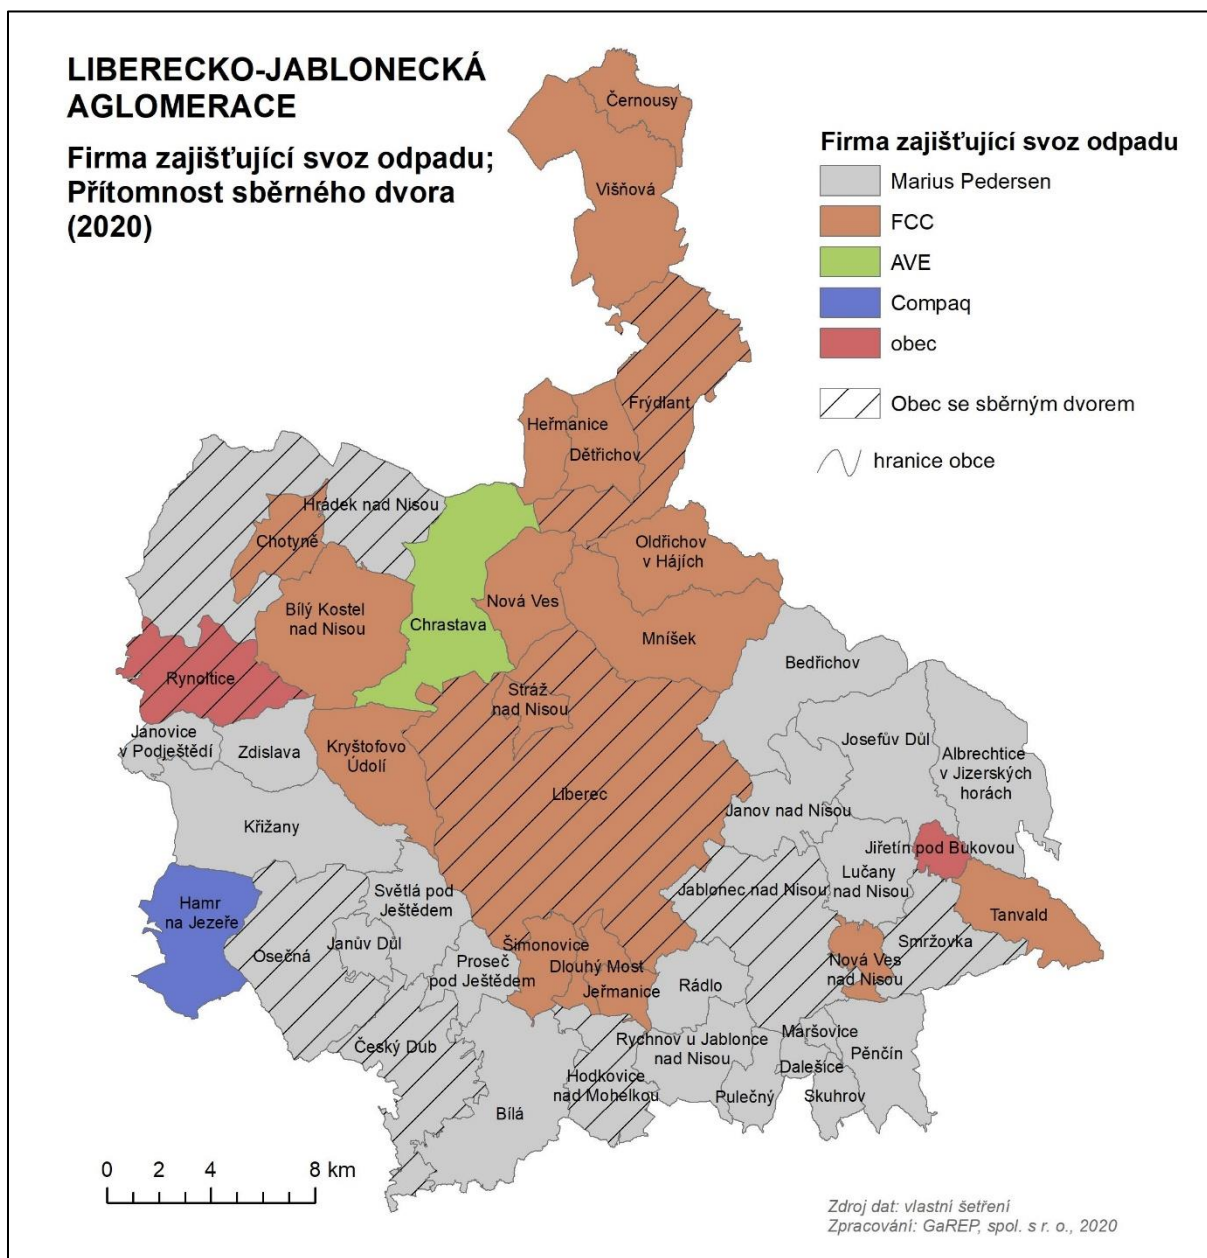 LIBERECKO-JABLONECKÁ
AGLOMERACE
Firma zajišťující svoz odpadu;
Přítomnost sběrného dvora
(2020)
Firma zajišťující svoz odpadu
Marius Pedersen
FCC
AVE
Compaq
obec
Obec se sběrným dvorem
hranice obce
Černousy
Višňová
Frýdlant
Heřmanice
Dětřichov
Hrádek nad Nisou
Chotyně
Oldřichov
v Hájích
Bílý Kostel
nad Nisou
Nová Ves
Chrastava
Mníšek
Bedřichov
Rynoltice
Stráž
nad Nisou
Janovice
v Podještědí
Zdislava
Kryštofovo
Údolí
Josefův Důl
Albrechtice
v Jizerských
horách
Liberec
Janov nad Nisou
Křižany
Jiřetín pod Bukovou
Lučany
nad Nisou
Jablonec nad Nisou
Světlá pod
Ještědem
Hamr
na Jezeře
Tanvald
Smržovka
Osečná
Janův Důl
Šimonovice
Proseč
pod Ještědem
Dlouhý Most
Jeřmanice
Nová Ves
nad Nisou
Rádlo
Maršovice
Rychnov u Jablonce
nad Nisou
Český Dub
Dalešice
Pěnčín
Hodkovice
nad Mohelkou
Pulečný
Skuhrov
Bílá
0 2 4 8 km
Zdroj dat: vlastní šetření
Zpracování: GaREP, spol. s r. o., 2020